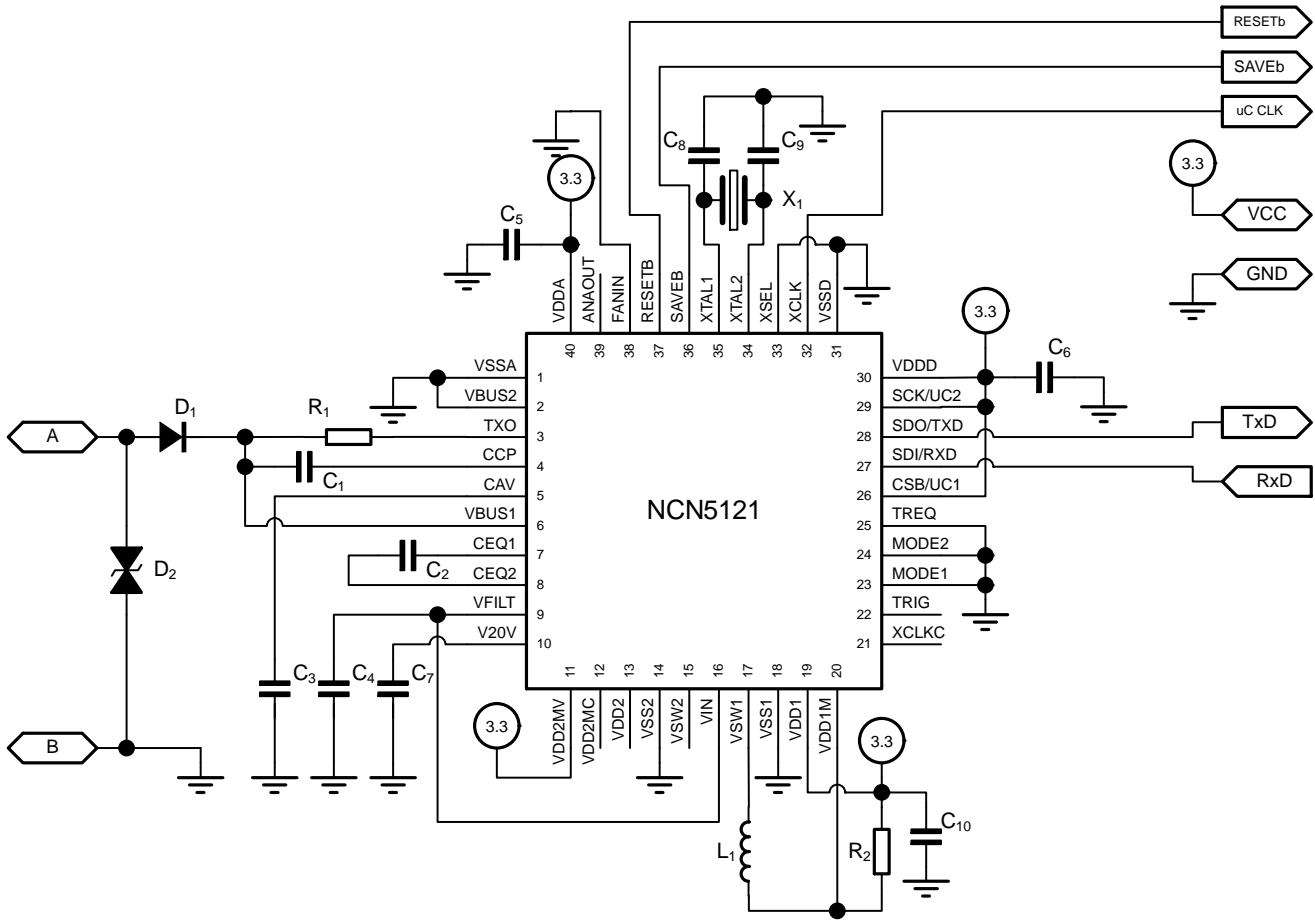 RESETb
SAVEb
uC CLK
C8
C9
3.3
X1
3.3
VCC
C5
GND
VDDA
ANAOUT
FANIN
RESETB
SAVEB
XTAL1
XTAL2
XSEL
XCLK
VSSD
3.3
40
39
38
37
36
35
34
33
32
31
C6
VSSA
1
30
VDDD
VBUS2
2
29
SCK/UC2
D1
R1
A
TXO
3
28
SDO/TXD
TxD
CCP
4
27
SDI/RXD
C1
RxD
CAV
5
26
CSB/UC1
NCN5121
VBUS1
6
25
TREQ
CEQ1
7
24
MODE2
D2
C2
CEQ2
8
23
MODE1
VFILT
9
22
TRIG
V20V
10
21
XCLKC
C3
C4
C7
11
12
13
14
15
16
17
18
19
20
B
3.3
VDD2MV
VDD2MC
VDD2
VSS2
VSW2
VIN
VSW1
VSS1
VDD1
VDD1M
3.3
C10
L1
R2